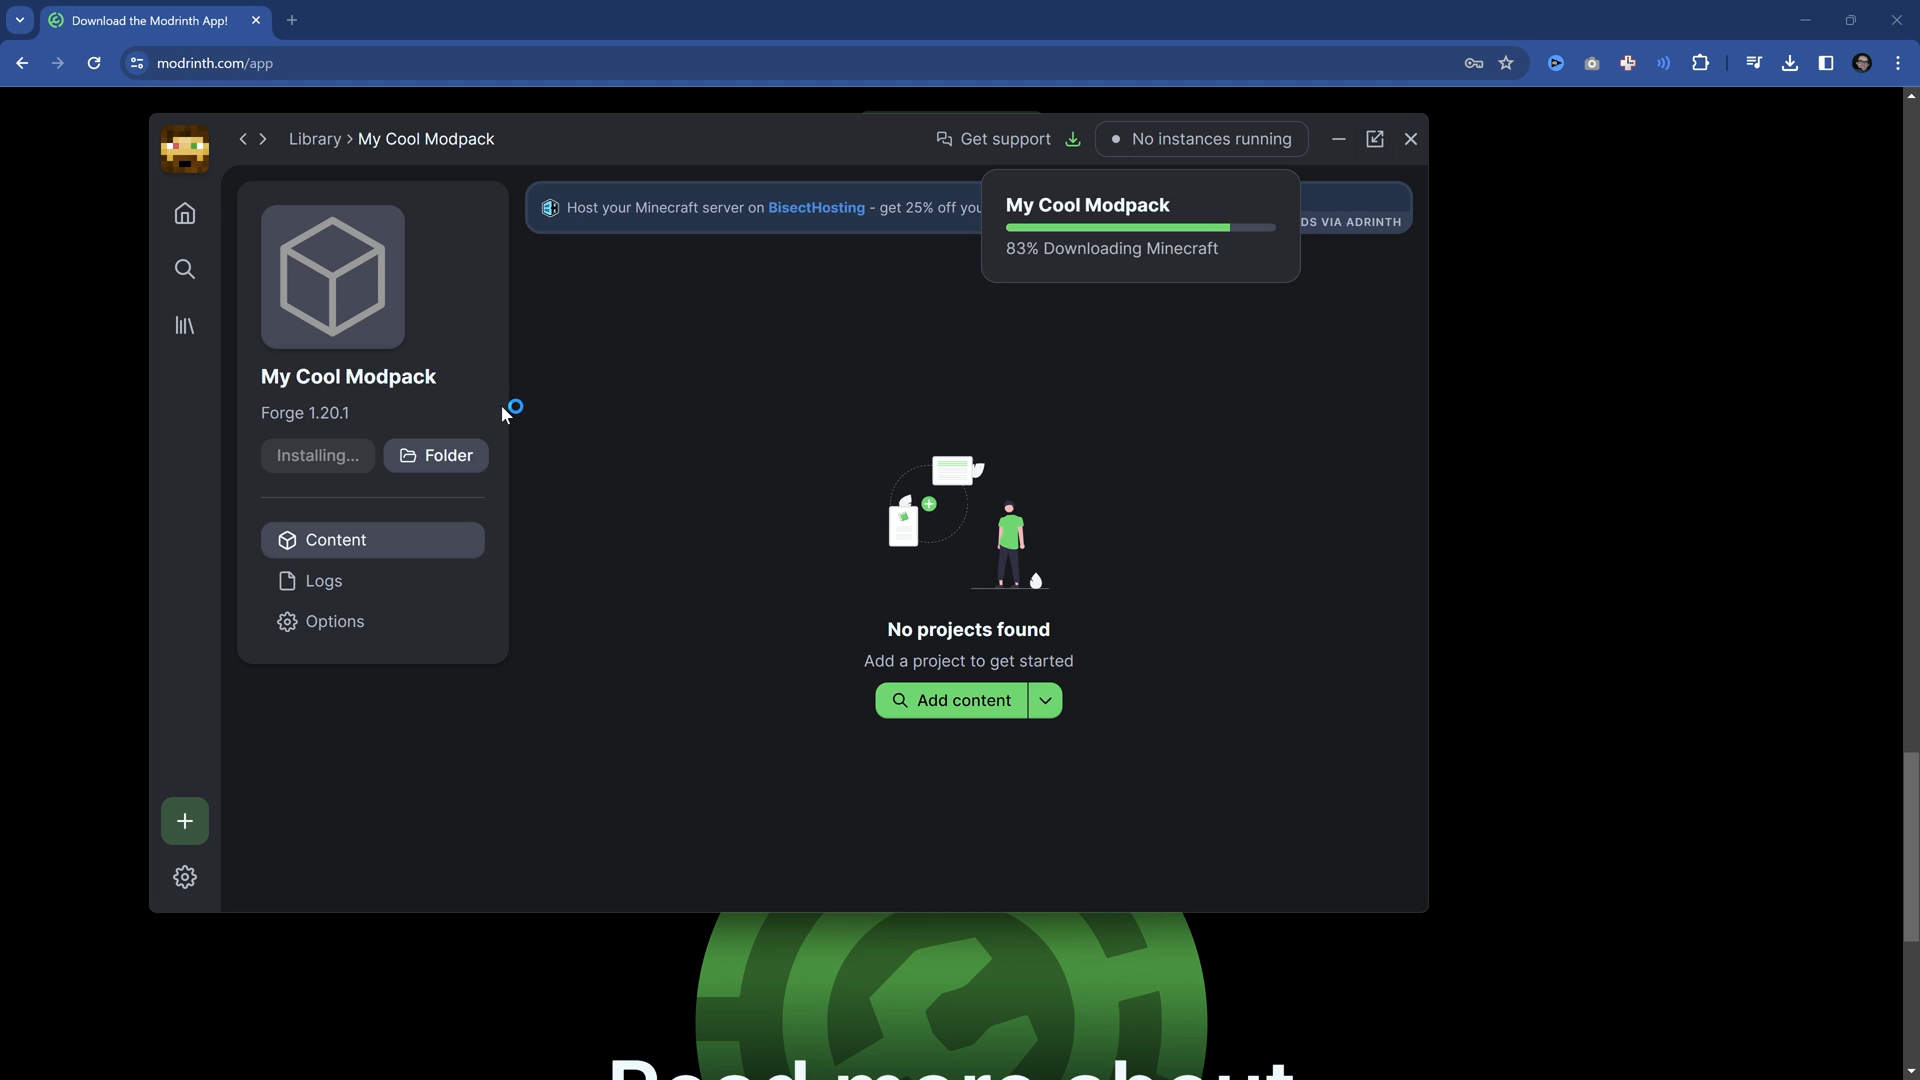 Download the Modrinth App!
modrinth.com/app
Library › My Cool Modpack
Get support
No instances running
Host your Minecraft server on BisectHosting - get 25% off you
DS VIA ADRINTH
My Cool Modpack
83% Downloading Minecraft
My Cool Modpack
Forge 1.20.1
Installing...
Folder
Content
Logs
Options
No projects found
Add a project to get started
Add content
Read more about